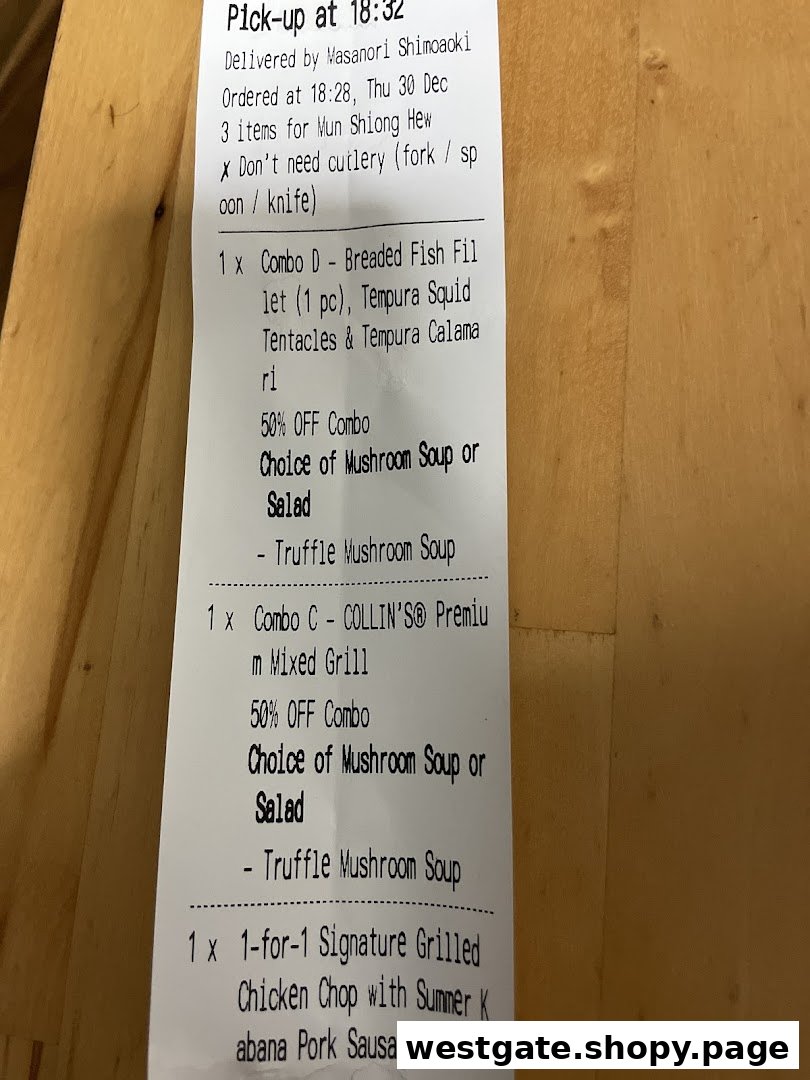 Pick-up at 18:32
Delivered by Masanori Shimoaoki
Ordered at 18:28, Thu 30 Dec
3 items for Mun Shiong Hew
✗ Don't need cutlery (fork / sp
oon / knife)
1 x Combo D - Breaded Fish Fil
let (1 pc), Tempura Squid
Tentacles & Tempura Calama
ri
50% OFF Combo
Choice of Mushroom Soup or
Salad
- Truffle Mushroom Soup
1 x Combo C - COLLIN'S® Premiu
m Mixed Grill
50% OFF Combo
Choice of Mushroom Soup or
Salad
- Truffle Mushroom Soup
1 x 1-for-1 Signature Grilled
Chicken Chop with Summer K
abana Pork Sausa
westgate.shopy.page